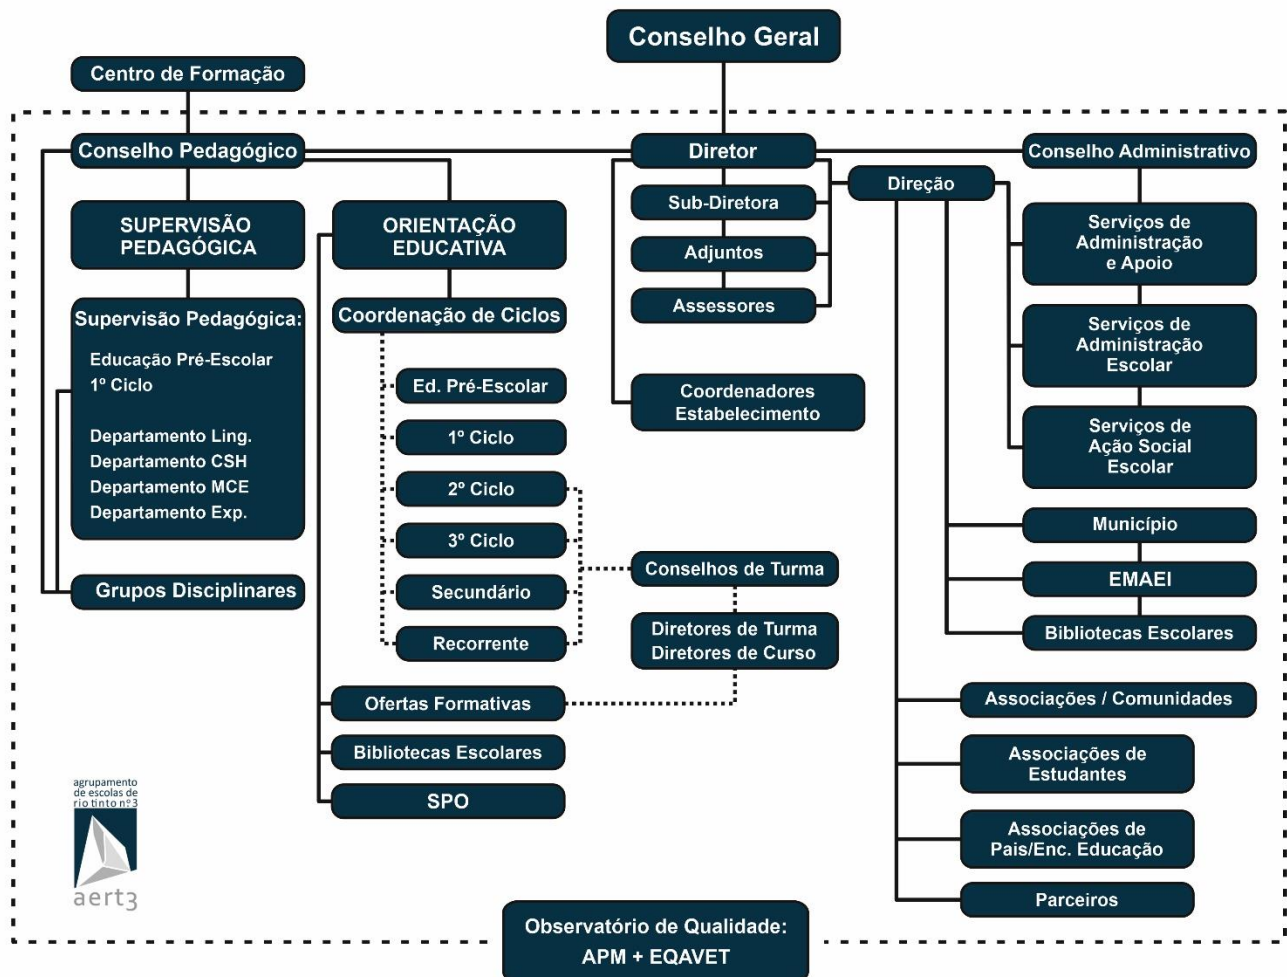 Conselho Geral
Centro de Formação
Conselho Pedagógico
Diretor
Conselho Administrativo
Direção
SUPERVISÃO
PEDAGÓGICA
ORIENTAÇÃO
EDUCATIVA
Sub-Diretora
Adjuntos
Assessores
Serviços de
Administração
e Apoio
Supervisão Pedagógica:
Educação Pré-Escolar
1º Ciclo
Departamento Ling.
Departamento CSH
Departamento MCE
Departamento Exp.
Grupos Disciplinares
Coordenação de Ciclos
Ed. Pré-Escolar
1º Ciclo
2º Ciclo
3º Ciclo
Secundário
Recorrente
Ofertas Formativas
Bibliotecas Escolares
SPO
Coordenadores
Estabelecimento
Conselhos de Turma
Diretores de Turma
Diretores de Curso
Serviços de
Administração
Escolar
Serviços de
Ação Social
Escolar
Município
EMAEI
Bibliotecas Escolares
Associações / Comunidades
Associações de
Estudantes
Associações de
Pais/Enc. Educação
Parceiros
agrupamento
de escolas de
rio tinto nº3
aert3
Observatório de Qualidade:
APM + EQAVET